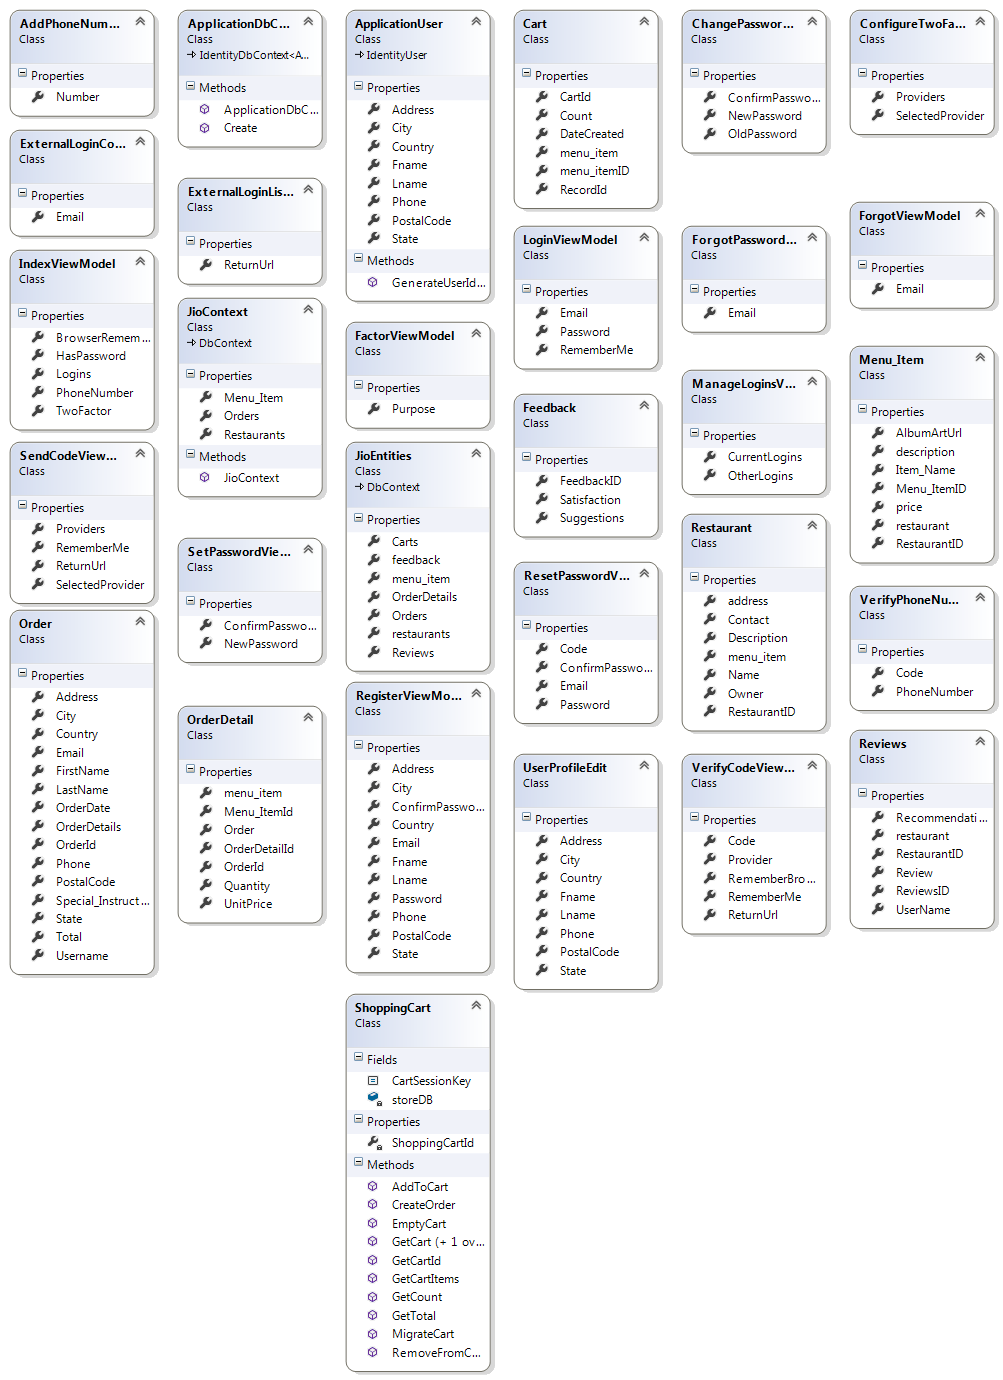 AddPhoneNum...
Class
Properties
Number
ExternalLoginCo...
Class
Properties
Email
IndexViewModel
Class
Properties
BrowserRemem...
HasPassword
Logins
PhoneNumber
TwoFactor
SendCodeView...
Class
Properties
Providers
RememberMe
ReturnUrl
SelectedProvider
Order
Class
Properties
Address
City
Country
Email
FirstName
LastName
OrderDate
OrderDetails
OrderId
Phone
PostalCode
Special_Instruct...
State
Total
Username
ApplicationDbC...
Class
IdentityDbContext<A...
Methods
ApplicationDbC...
Create
ExternalLoginLis...
Class
Properties
ReturnUrl
JioContext
Class
DbContext
Properties
Menu_Item
Orders
Restaurants
Methods
JioContext
SetPasswordVie...
Class
Properties
ConfirmPasswo...
NewPassword
OrderDetail
Class
Properties
menu_item
Menu_ItemId
Order
OrderDetailId
OrderId
Quantity
UnitPrice
ApplicationUser
Class
IdentityUser
Properties
Address
City
Country
Fname
Lname
Phone
PostalCode
State
Methods
GenerateUserId...
FactorViewModel
Class
Properties
Purpose
JioEntities
Class
DbContext
Properties
Carts
feedback
menu_item
OrderDetails
Orders
restaurants
Reviews
RegisterViewMo...
Class
Properties
Address
City
ConfirmPasswo...
Country
Email
Fname
Lname
Password
Phone
PostalCode
State
ShoppingCart
Class
Fields
CartSessionKey
storeDB
Properties
ShoppingCartId
Methods
AddToCart
CreateOrder
EmptyCart
GetCart (+ 1 ov...
GetCartId
GetCartItems
GetCount
GetTotal
MigrateCart
RemoveFromC...
Cart
Class
Properties
CartId
Count
DateCreated
menu_item
menu_itemID
RecordId
LoginViewModel
Class
Properties
Email
Password
RememberMe
Feedback
Class
Properties
FeedbackID
Satisfaction
Suggestions
ResetPasswordV...
Class
Properties
Code
ConfirmPasswo...
Email
Password
UserProfileEdit
Class
Properties
Address
City
Country
Fname
Lname
Phone
PostalCode
State
ChangePasswor...
Class
Properties
ConfirmPasswo...
NewPassword
OldPassword
ForgotPassword...
Class
Properties
Email
ManageLoginsV...
Class
Properties
CurrentLogins
OtherLogins
Restaurant
Class
Properties
address
Contact
Description
menu_item
Name
Owner
RestaurantID
VerifyCodeView...
Class
Properties
Code
Provider
RememberBro...
RememberMe
ReturnUrl
ConfigureTwoFa...
Class
Properties
Providers
SelectedProvider
ForgotViewModel
Class
Properties
Email
Menu_Item
Class
Properties
AlbumArtUrl
description
Item_Name
Menu_ItemID
price
restaurant
RestaurantID
VerifyPhoneNu...
Class
Properties
Code
PhoneNumber
Reviews
Class
Properties
Recommendati...
restaurant
RestaurantID
Review
ReviewsID
UserName